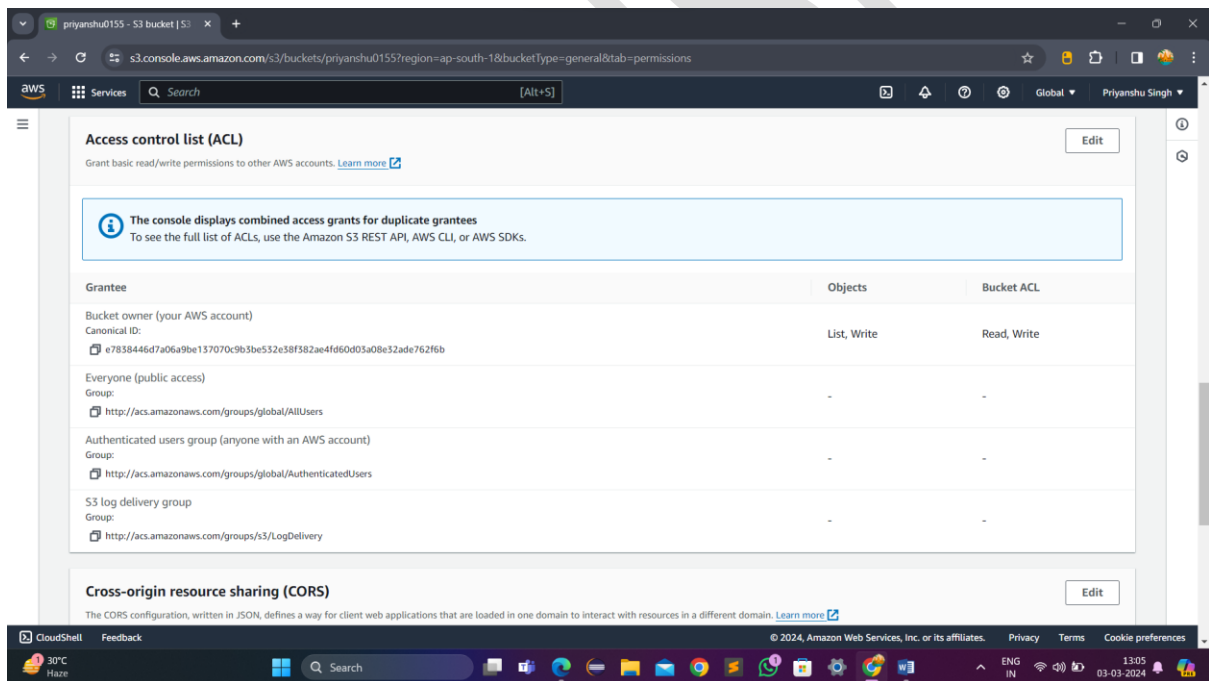 priyanshu0155 - S3 bucket | S3
s3.console.aws.amazon.com/s3/buckets/priyanshu0155?region=ap-south-1&bucketType=general&tab=permissions
aws
Services
Search
[Alt+S]
Global
Priyanshu Singh
Access control list (ACL)
Edit
Grant basic read/write permissions to other AWS accounts. Learn more
The console displays combined access grants for duplicate grantees
To see the full list of ACLs, use the Amazon S3 REST API, AWS CLI, or AWS SDKs.
Grantee Objects Bucket ACL
Bucket owner (your AWS account)
Canonical ID:
List, Write Read, Write
e7838446d7a06a9be137070c9b3be532e38f382ae4fd60d03a08e32ade762f6b
Everyone (public access)
Group:
- -
http://acs.amazonaws.com/groups/global/AllUsers
Authenticated users group (anyone with an AWS account)
Group:
- -
http://acs.amazonaws.com/groups/global/AuthenticatedUsers
S3 log delivery group
Group:
- -
http://acs.amazonaws.com/groups/s3/LogDelivery
Cross-origin resource sharing (CORS)
Edit
The CORS configuration, written in JSON, defines a way for client web applications that are loaded in one domain to interact with resources in a different domain. Learn more
CloudShell Feedback © 2024, Amazon Web Services, Inc. or its affiliates. Privacy Terms Cookie preferences
1
30°C
Haze
Search
1
ENG
IN
13:05
03-03-2024